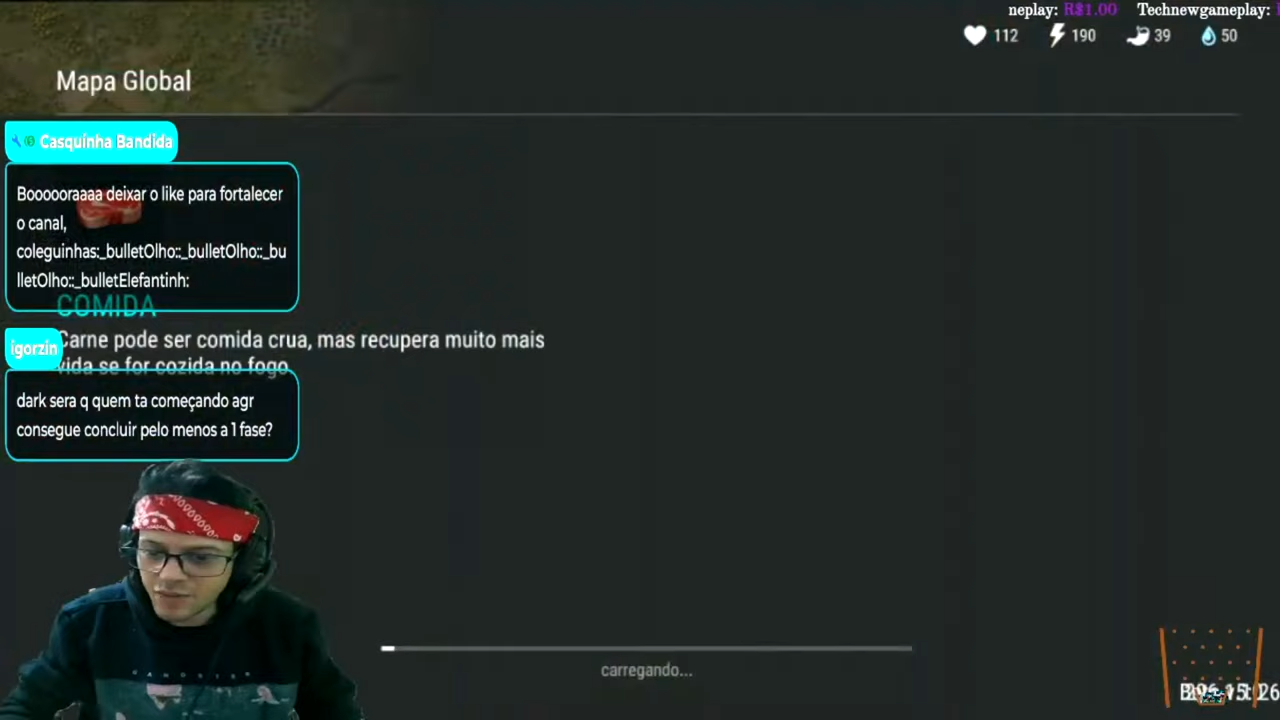 neplay: R$1.00 Technewgameplay:
112 190 39 50
Mapa Global
Casquinha Bandida
Boooooraaaa deixar o like para fortalecer
o canal,
coleguinhas:_bulletOlho::_bulletOlho::_bu
lletOlho::_bulletElefantinh:
COMIDA
Carne pode ser comida crua, mas recupera muito mais
vida se for cozida no fogo
igorzin
dark sera q quem ta começando agr
consegue concluir pelo menos a 1 fase?
carregando...